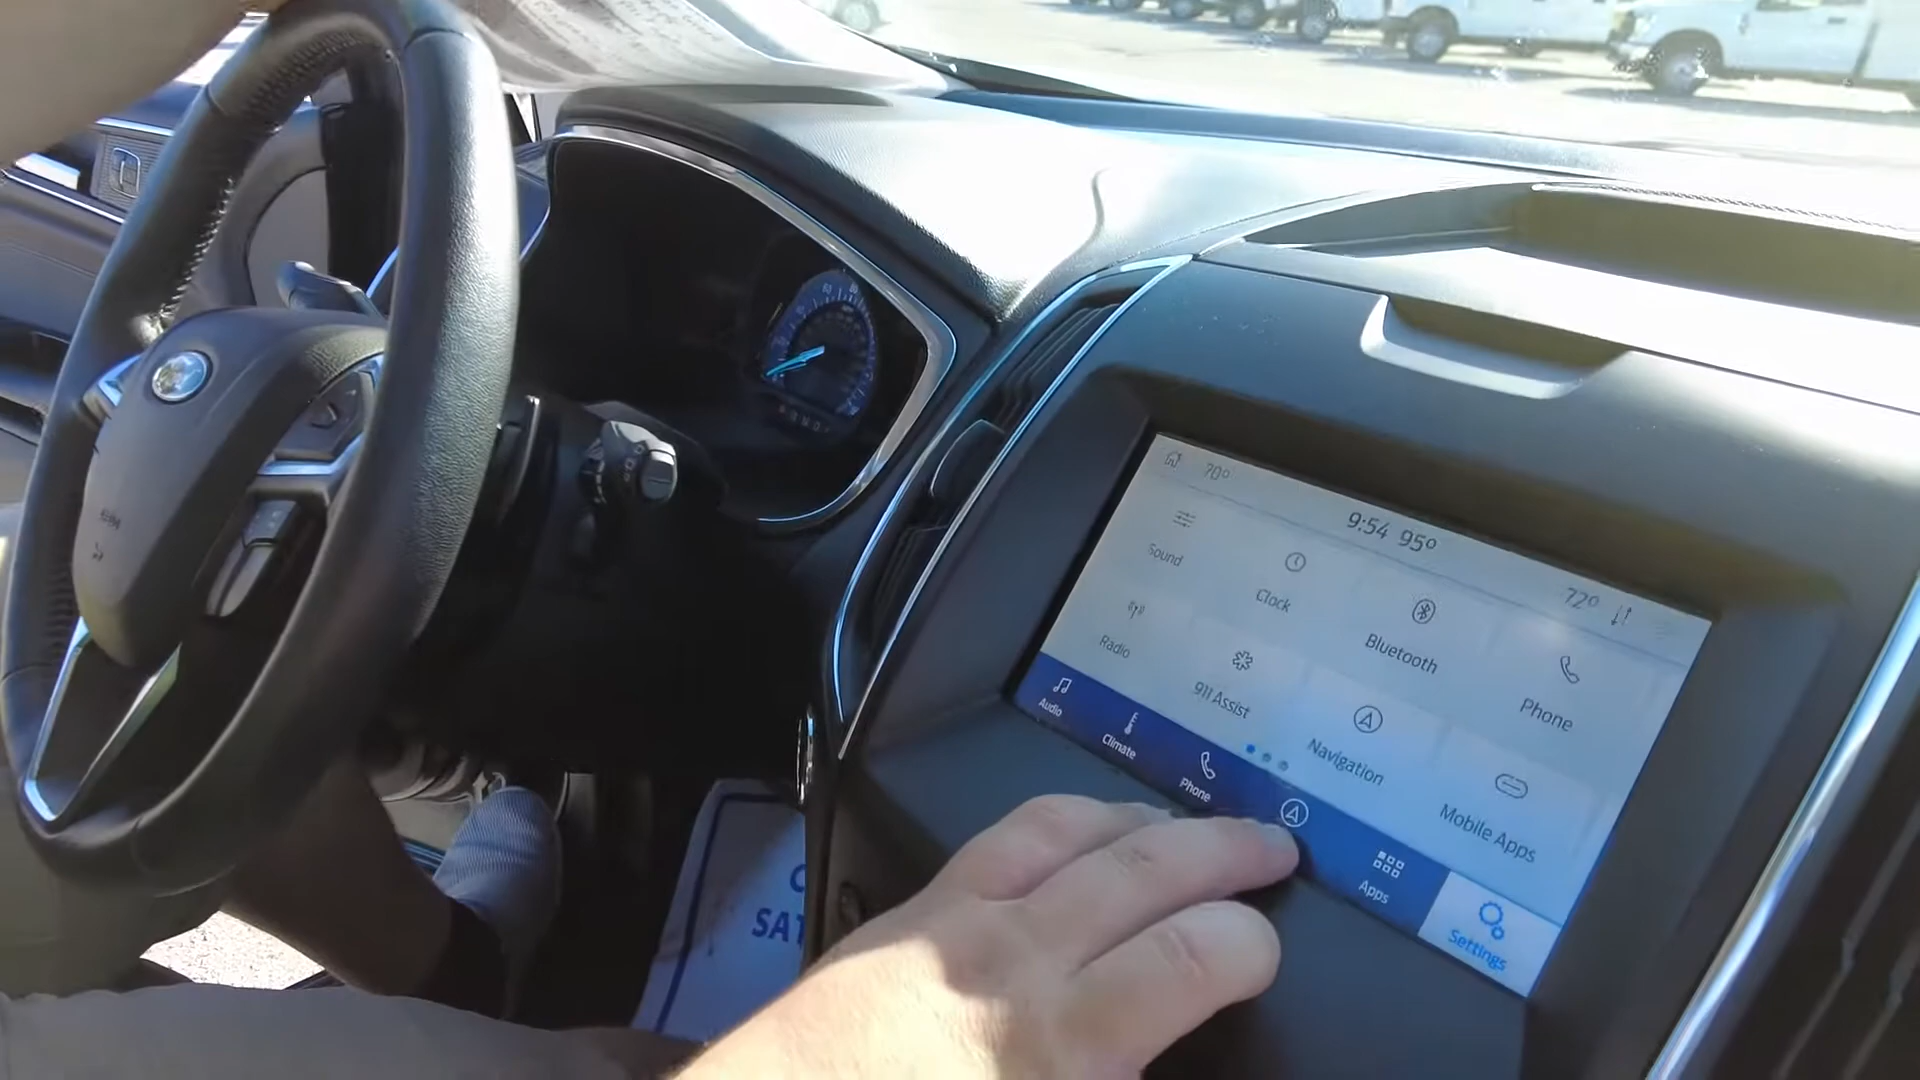 70°
9:54 95°
72°
Sound
Clock
Bluetooth
Phone
Radio
911 Assist
Navigation
Mobile Apps
Audio
Climate
Phone
Apps
Settings
SAT